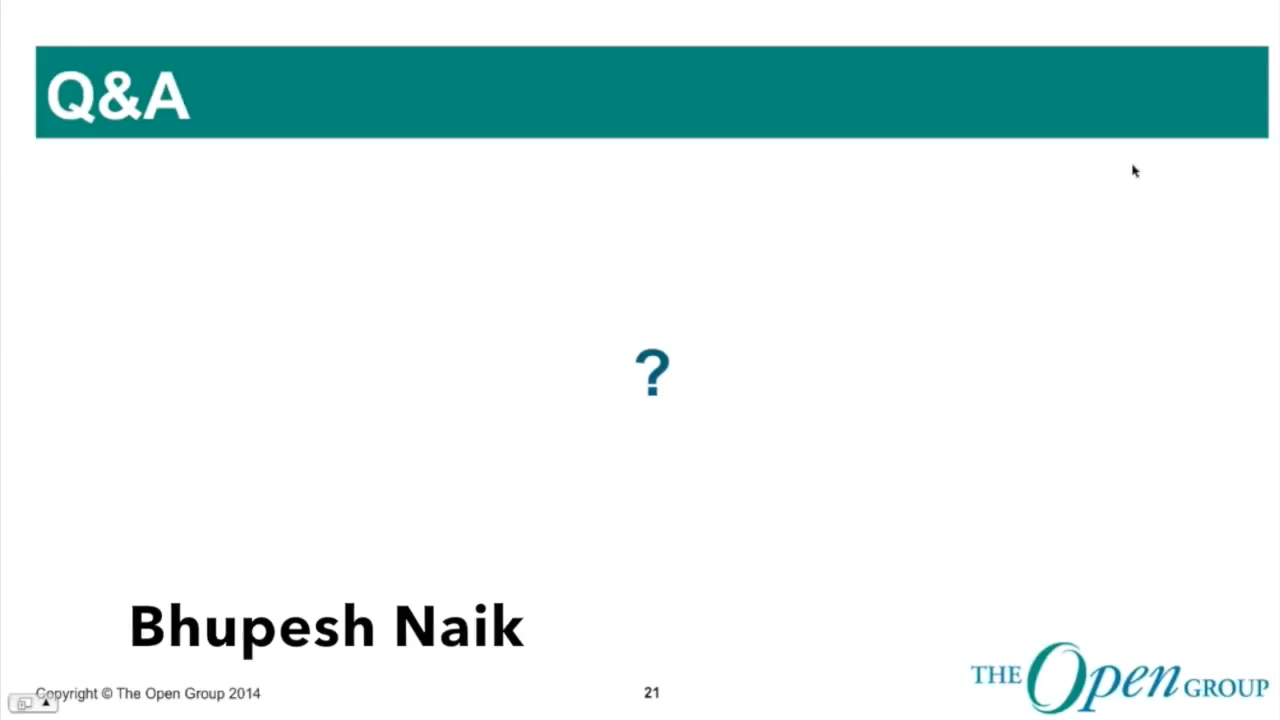 Q&A
?
Bhupesh Naik
Copyright © The Open Group 2014
21
THE Open GROUP